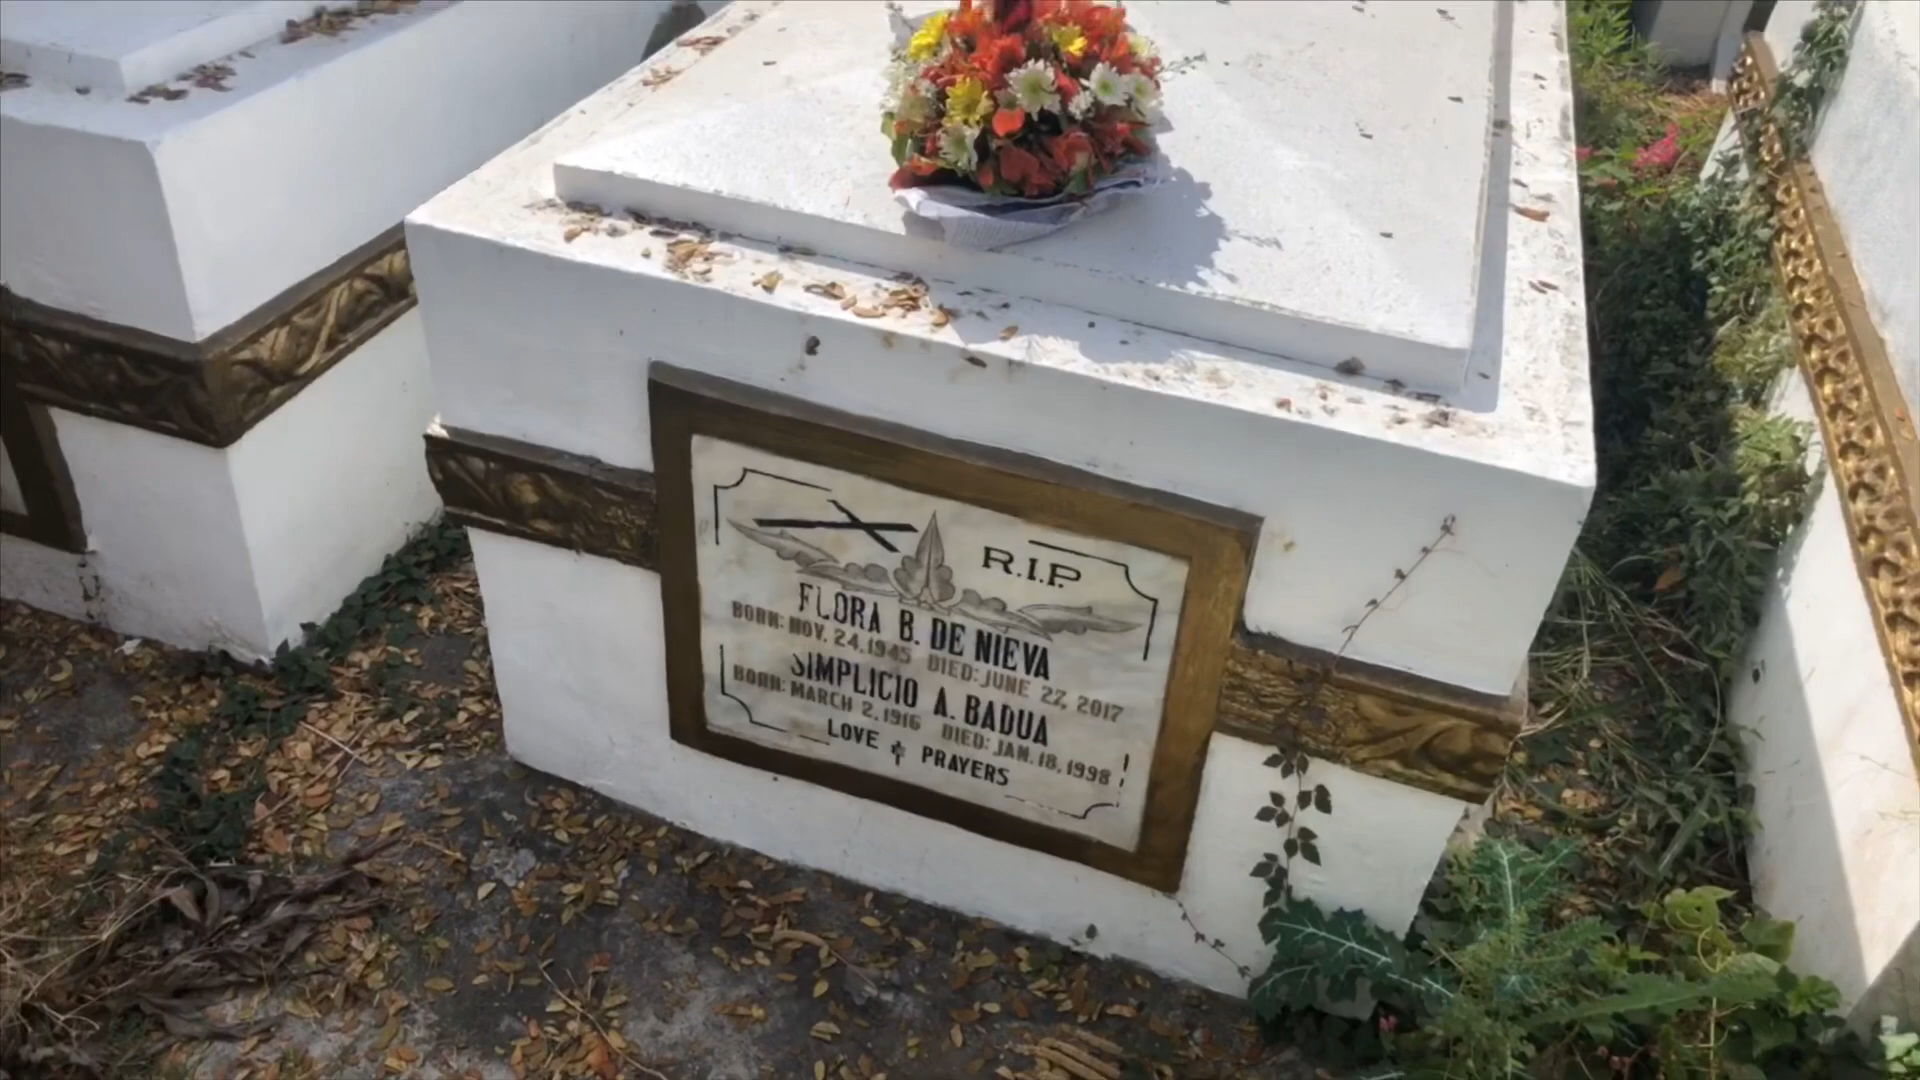 R.I.P.
FLORA B. DE NIEVA
BORN: NOV. 24, 1945 DIED: JUNE 22, 2017
SIMPLICIO A. BADUA
BORN: MARCH 2, 1916 DIED: JAN. 18, 1998
LOVE PRAYERS